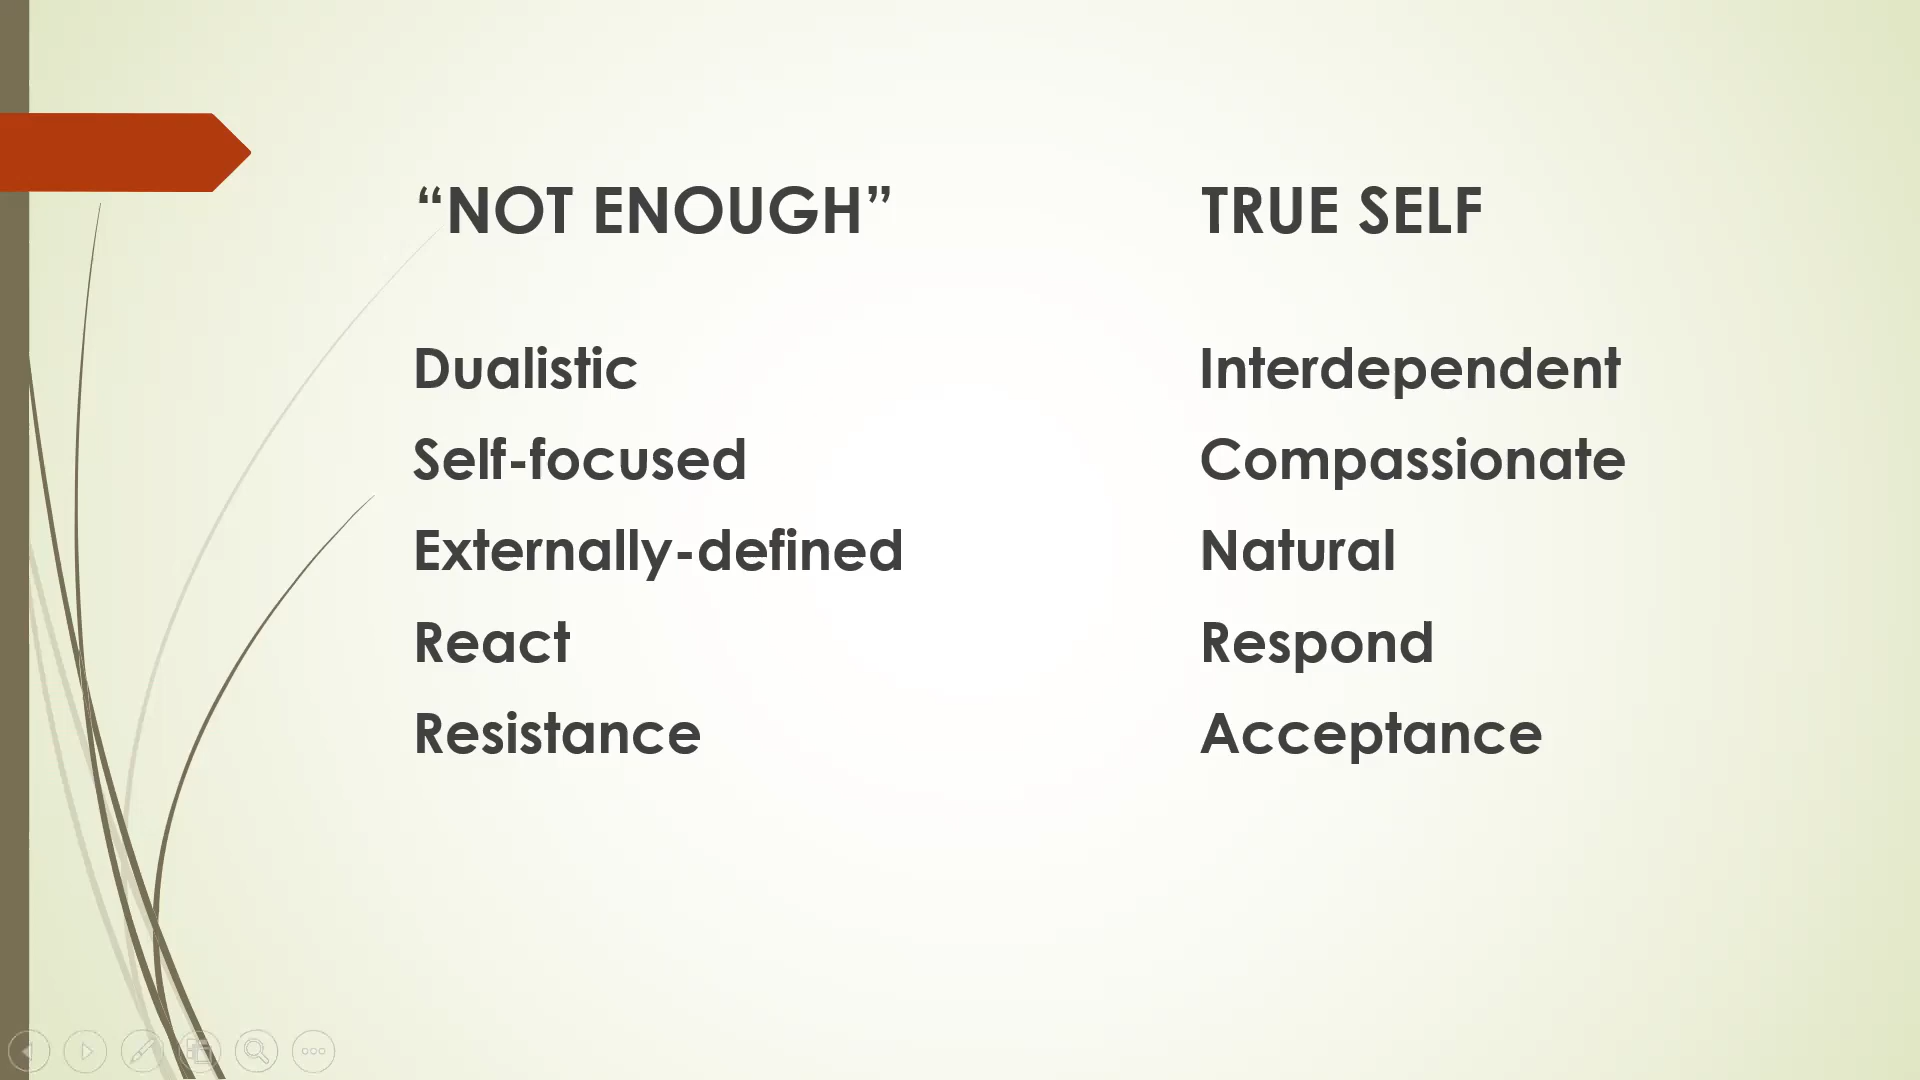 “NOT ENOUGH” TRUE SELF
Dualistic Interdependent
Self-focused Compassionate
Externally-defined Natural
React Respond
Resistance Acceptance